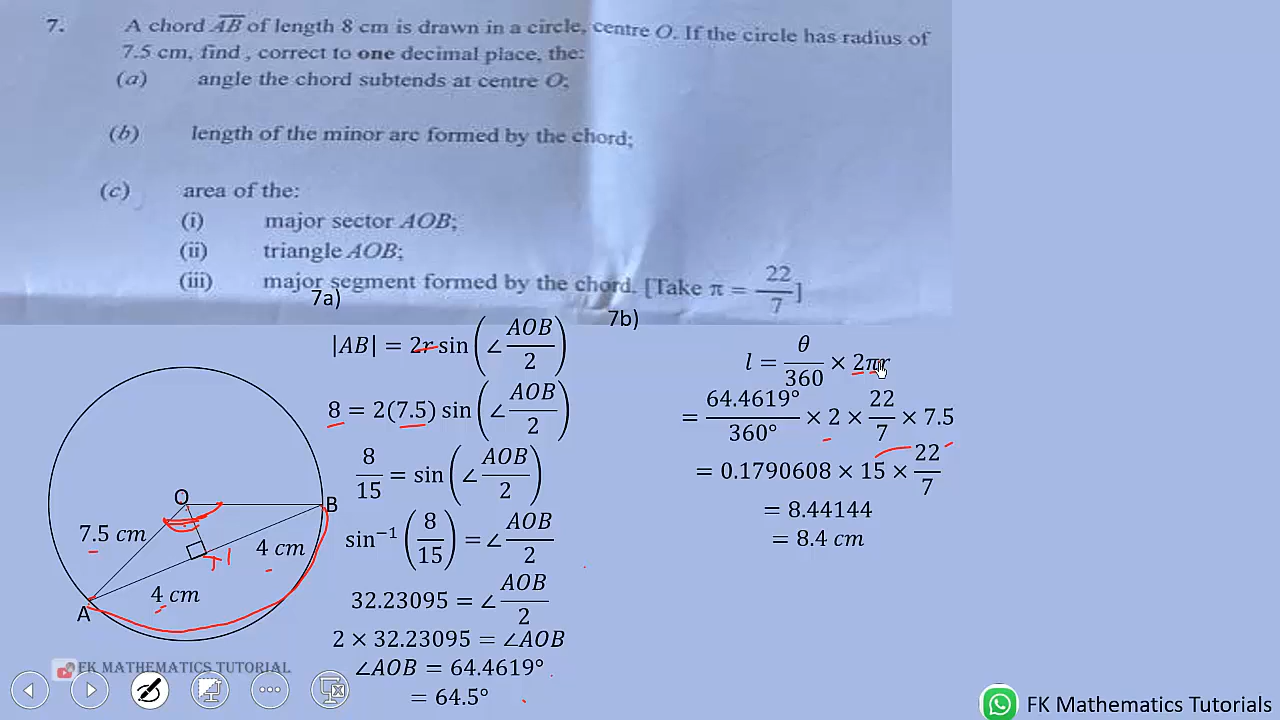 7. A chord AB of length 8 cm is drawn in a circle, centre O. If the circle has radius of
7.5 cm, find , correct to one decimal place, the:
(a) angle the chord subtends at centre O;
(b) length of the minor arc formed by the chord;
(c) area of the:
(i) major sector AOB;
(ii) triangle AOB;
(iii) major segment formed by the chord. [Take π = 22/7]
7a)
|AB| = 2r sin(∠AOB/2)
8 = 2(7.5) sin(∠AOB/2)
8/15 = sin(∠AOB/2)
sin⁻¹(8/15) = ∠AOB/2
32.23095 = ∠AOB/2
2 × 32.23095 = ∠AOB
∠AOB = 64.4619°
= 64.5°
7b)
l = θ/360 × 2πr
= 64.4619°/360° × 2 × 22/7 × 7.5
= 0.1790608 × 15 × 22/7
= 8.44144
= 8.4 cm
O
B
7.5 cm
4 cm
4 cm
A
FK MATHEMATICS TUTORIAL
FK Mathematics Tutorials